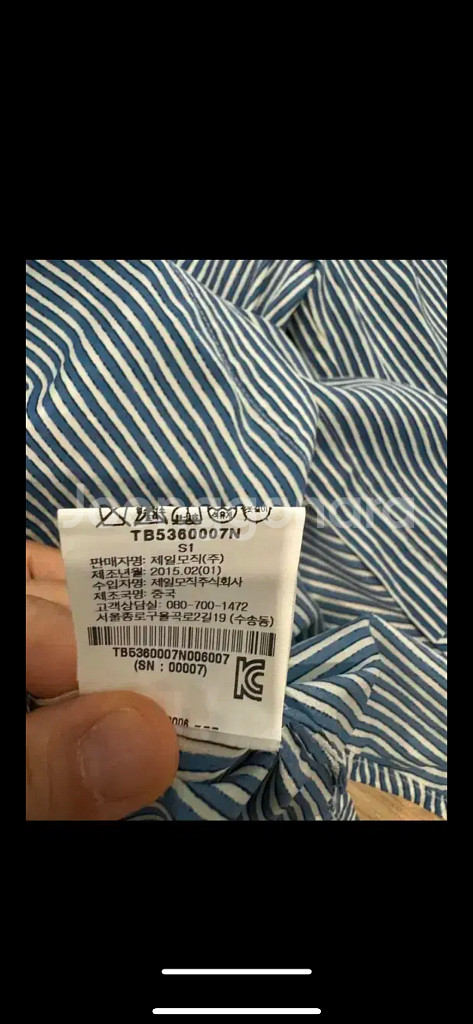 Joonggonara
TB5360007N
S1
판매자명: 제일모직(주)
제조년월: 2015.02(01)
수입자명: 제일모직주식회사
제조국명: 중국
고객상담실: 080-700-1472
서울종로구율곡로2길19 (수송동)
TB5360007N006007
(SN : 00007)